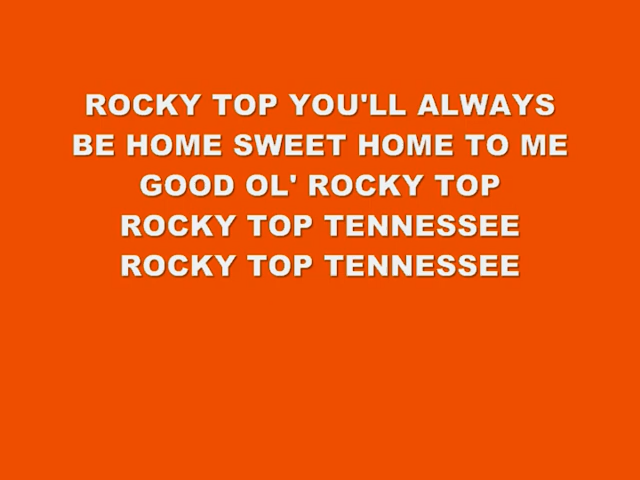 ROCKY TOP YOU'LL ALWAYS
BE HOME SWEET HOME TO ME
GOOD OL' ROCKY TOP
ROCKY TOP TENNESSEE
ROCKY TOP TENNESSEE